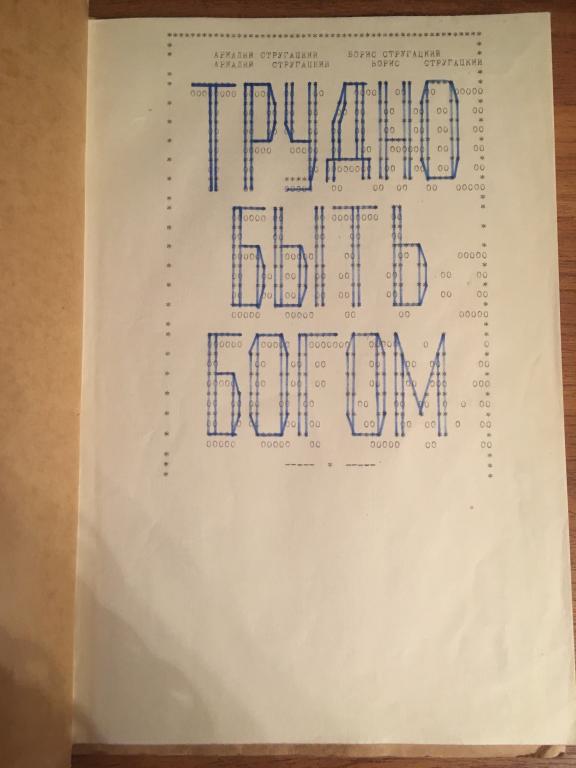 АРКАДИЙ СТРУГАЦКИЙ БОРИС СТРУГАЦКИЙ
АРКАДИЙ СТРУГАЦКИЙ БОРИС СТРУГАЦКИЙ
ТРУДНО
БЫТЬ
БОГОМ